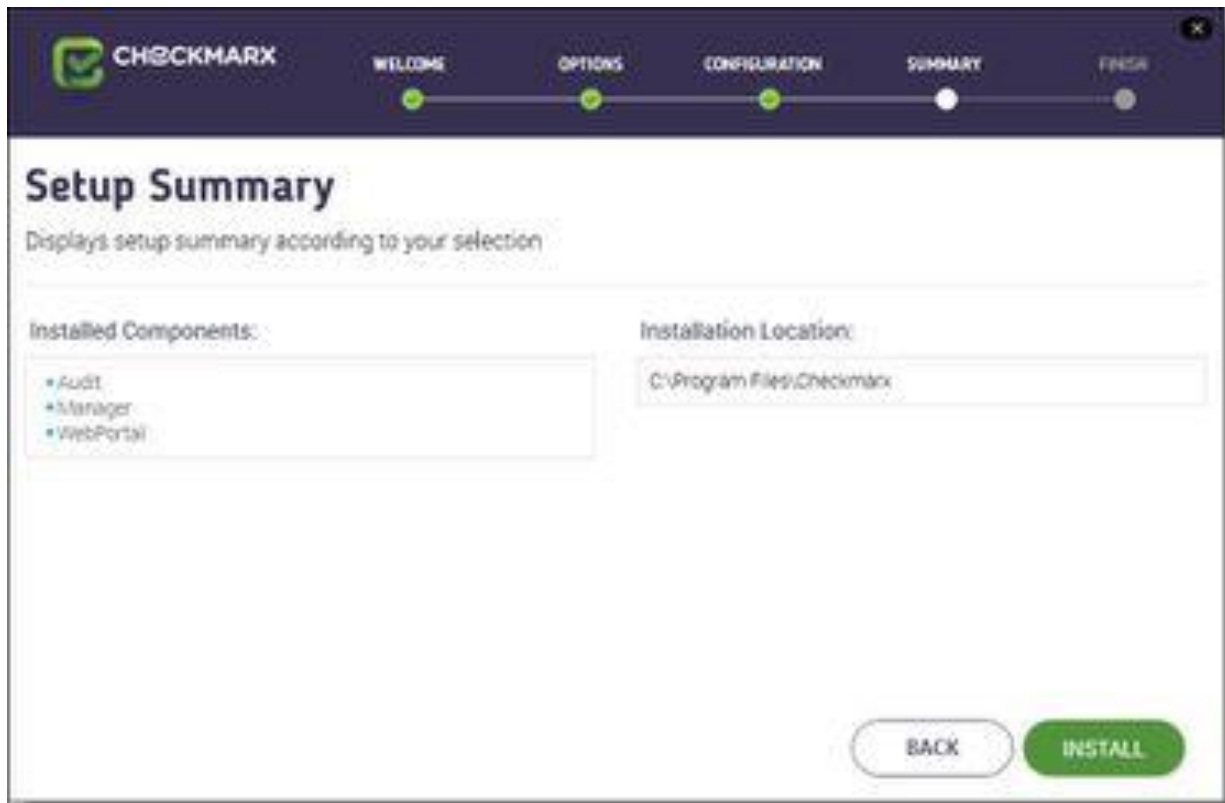 CHECKMARX
WELCOME
OPTIONS
CONFIGURATION
SUMMARY
FINISH
Setup Summary
Displays setup summary according to your selection
Installed Components:
Installation Location:
• Audit
• Manager
• WebPortal
C:\Program Files\Checkmarx
BACK
INSTALL